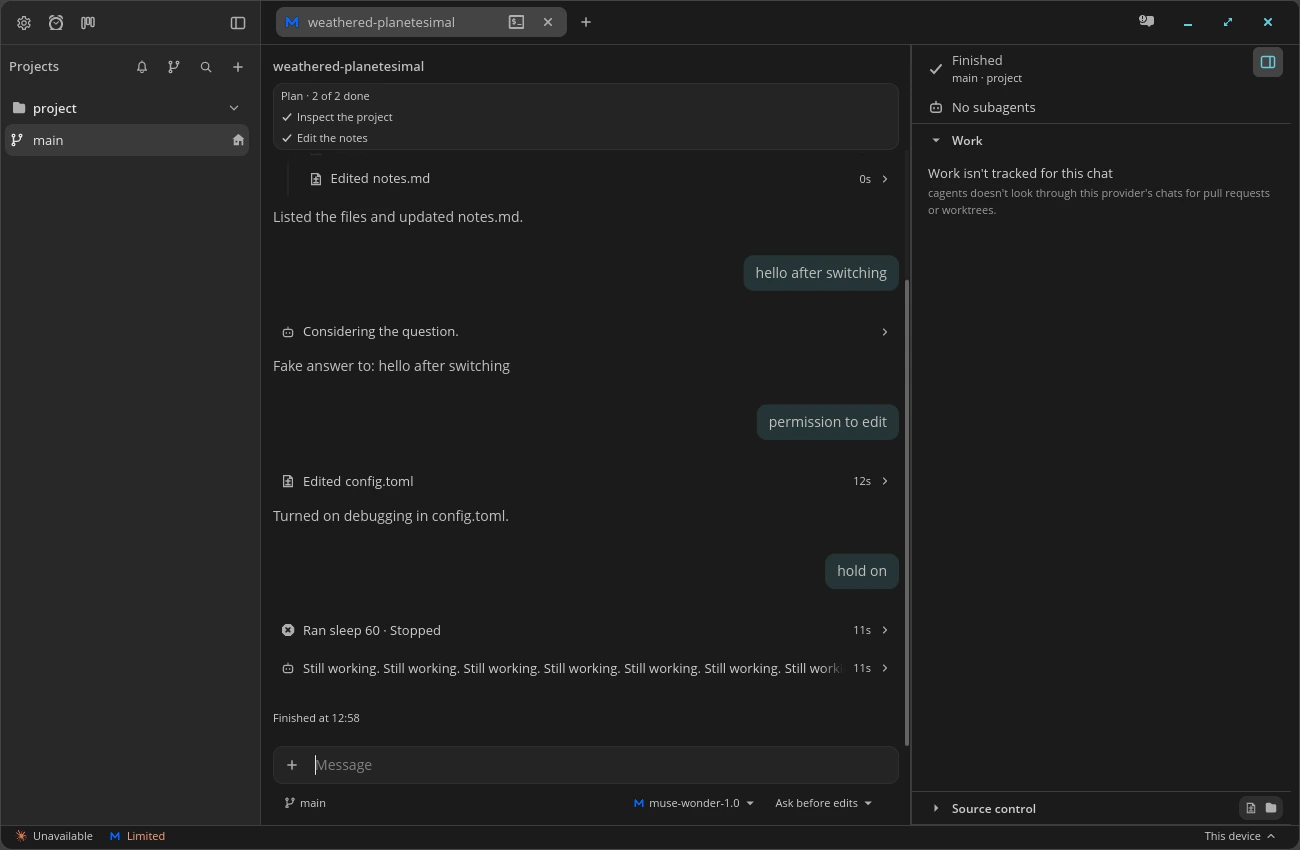 weathered-planetesimal
Projects
project
main
weathered-planetesimal
Plan · 2 of 2 done
Inspect the project
Edit the notes
Edited notes.md 0s
Listed the files and updated notes.md.
hello after switching
Considering the question.
Fake answer to: hello after switching
permission to edit
Edited config.toml 12s
Turned on debugging in config.toml.
hold on
Ran sleep 60 · Stopped 11s
Still working. Still working. Still working. Still working. Still working. Still working. Still work 11s
Finished at 12:58
Message
main muse-wonder-1.0 Ask before edits
Finished
main · project
No subagents
Work
Work isn't tracked for this chat
cagents doesn't look through this provider's chats for pull requests
or worktrees.
Source control
Unavailable Limited This device